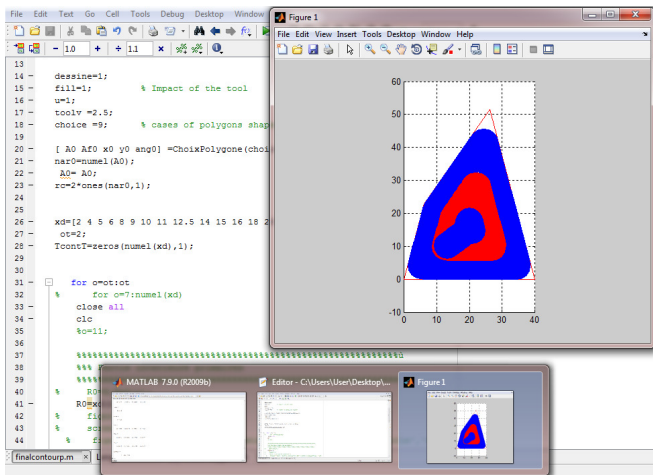 File Edit Text Go Cell Tools Debug Desktop Window
- 1.0 + ÷ 1.1 ×
13
14 - dessine=1;
15 - fill=1; % Impact of the tool
16 - u=1;
17 - toolv =2.5;
18 - choice =9; % cases of polygons shap
19
20 - [ A0 Af0 x0 y0 ang0] =ChoixPolygone(choi
21 - nar0=numel(A0);
22 - A0= A0;
23 - rc=2*ones(nar0,1);
24
25
26 - xd=[2 4 5 6 8 9 10 11 12.5 14 15 16 18 2
27 - ot=2;
28 - TcontT=zeros(numel(xd),1);
29
30
31 - for o=ot:ot
32 % for o=7:numel(xd)
33 - close all
34 - clc
35 %o=11;
36
37
38 %%%
39
40 %
41 -
42 %
43 %
44 %
finalcontourp.m ×
Figure 1
File Edit View Insert Tools Desktop Window Help
60
50
40
30
20
10
0
-10
0 10 20 30 40
MATLAB 7.9.0 (R2009b)
Editor - C:\Users\User\Desktop\...
Figure 1